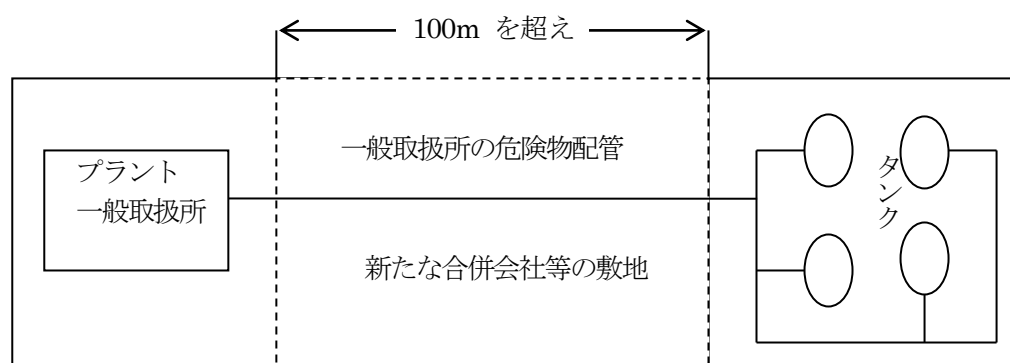 100m を超え
一般取扱所の危険物配管
プラント
一般取扱所
タンク
新たな合併会社等の敷地